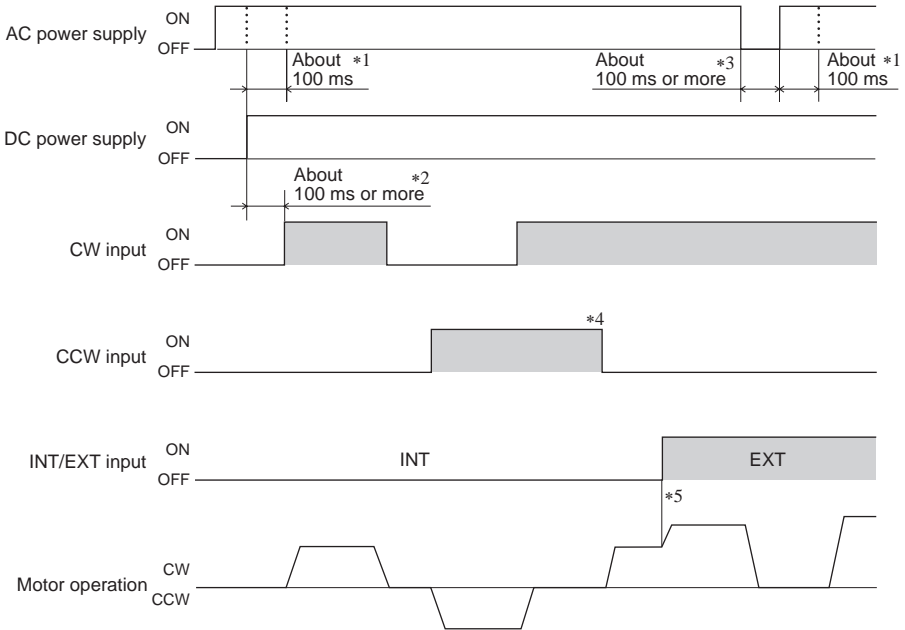 AC power supply
ON
OFF
About *1
100 ms
About *3
100 ms or more
About *1
100 ms
DC power supply
ON
OFF
About *2
100 ms or more
CW input
ON
OFF
CCW input
ON
OFF
*4
INT/EXT input
ON
OFF
INT
EXT
*5
Motor operation
CW
CCW